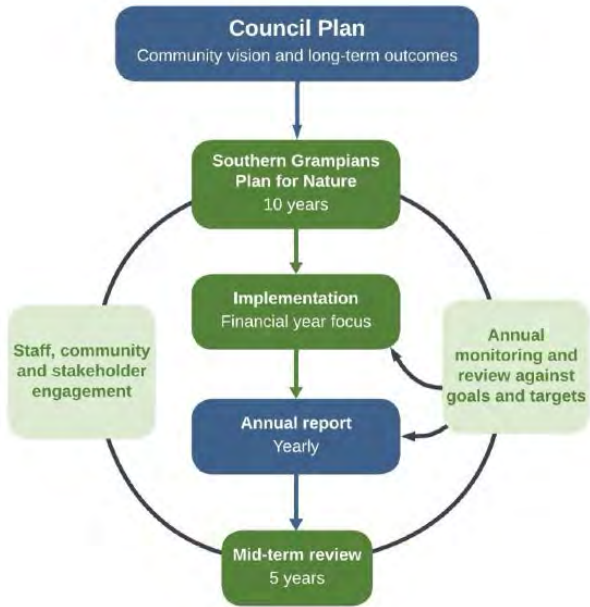 Council Plan
Community vision and long-term outcomes
Southern Grampians
Plan for Nature
10 years
Implementation
Financial year focus
Staff, community
and stakeholder
engagement
Annual
monitoring and
review against
goals and targets
Annual report
Yearly
Mid-term review
5 years